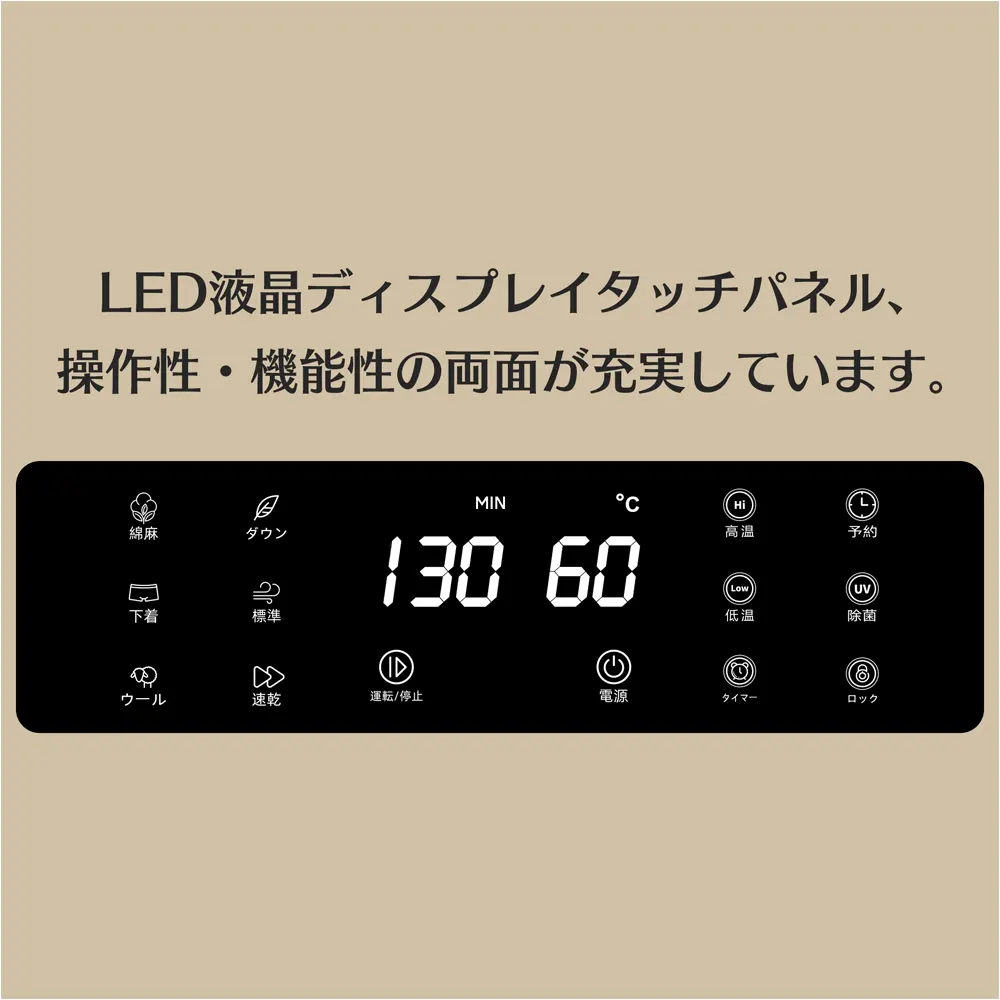 LED液晶ディスプレイタッチパネル、
操作性・機能性の両面が充実しています。
MIN
°C
Hi
綿麻
ダウン
130
60
高温
予約
Low
UV
下着
標準
低温
除菌
ウール
速乾
運転/停止
電源
タイマー
ロック